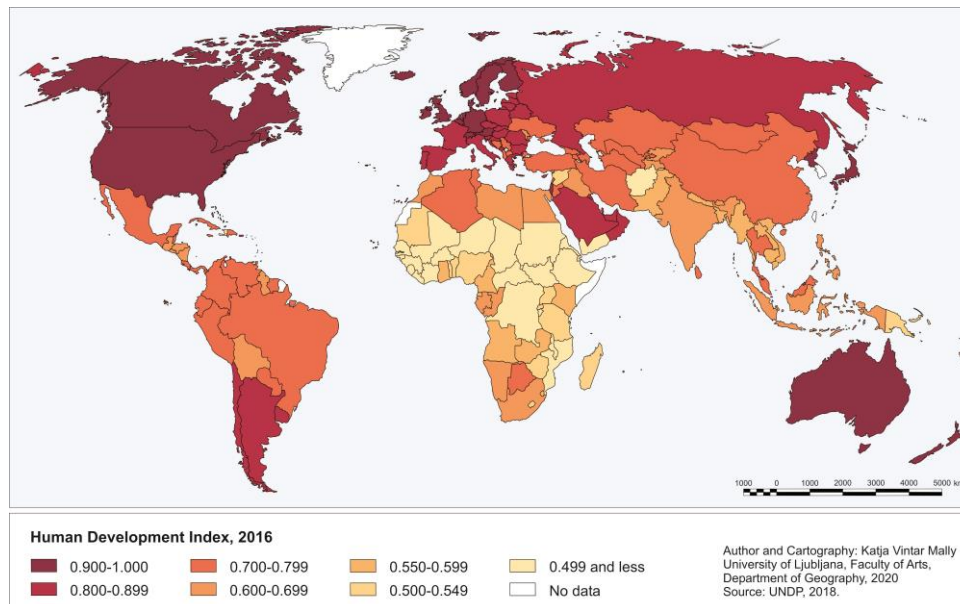 1000 0 1000 2000 3000 4000 5000 km
Human Development Index, 2016
0.900-1.000
0.700-0.799
0.550-0.599
0.499 and less
0.800-0.899
0.600-0.699
0.500-0.549
No data
Author and Cartography: Katja Vintar Mally
University of Ljubljana, Faculty of Arts,
Department of Geography, 2020
Source: UNDP, 2018.